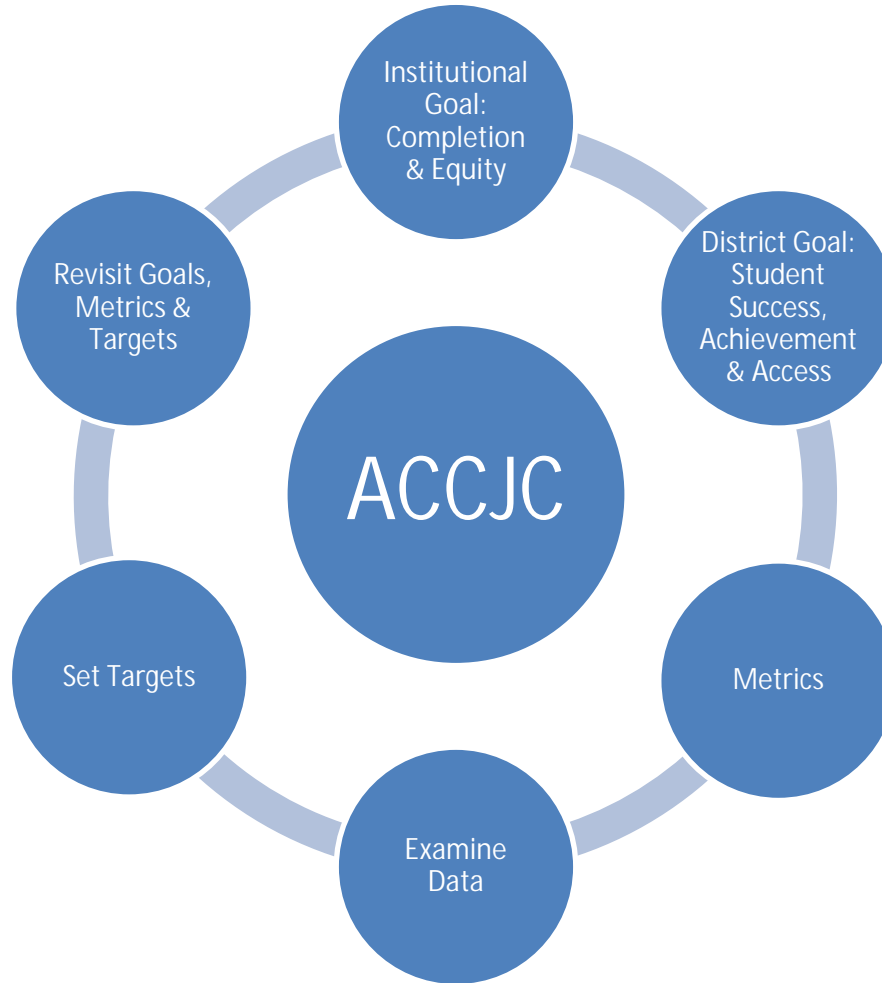 Institutional
Goal:
Completion
& Equity
District Goal:
Student
Success,
Achievement
& Access
Metrics
Examine
Data
Set Targets
Revisit Goals,
Metrics &
Targets
ACCJC